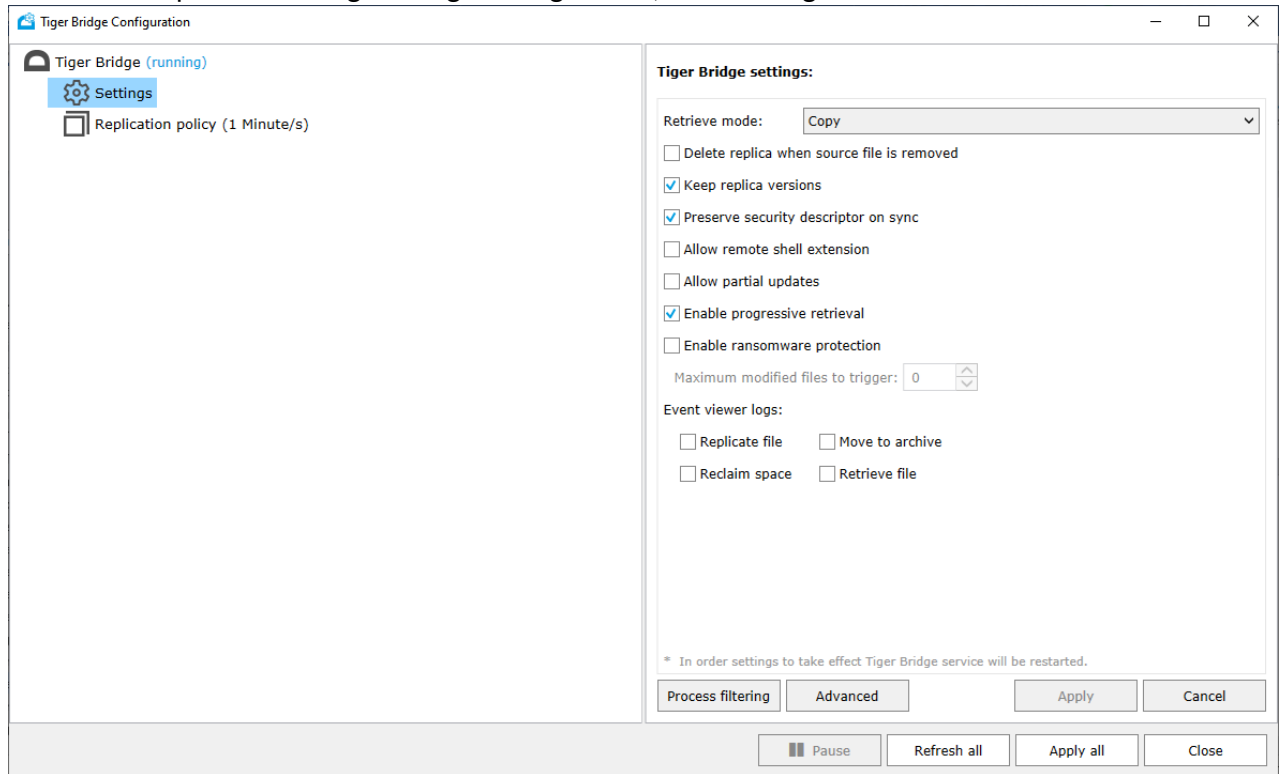 Tiger Bridge Configuration
Tiger Bridge (running)
Settings
Replication policy (1 Minute/s)
Tiger Bridge settings:
Retrieve mode: Copy
Delete replica when source file is removed
Keep replica versions
Preserve security descriptor on sync
Allow remote shell extension
Allow partial updates
Enable progressive retrieval
Enable ransomware protection
Maximum modified files to trigger: 0
Event viewer logs:
Replicate file Move to archive
Reclaim space Retrieve file
* In order settings to take effect Tiger Bridge service will be restarted.
Process filtering Advanced Apply Cancel
Pause Refresh all Apply all Close